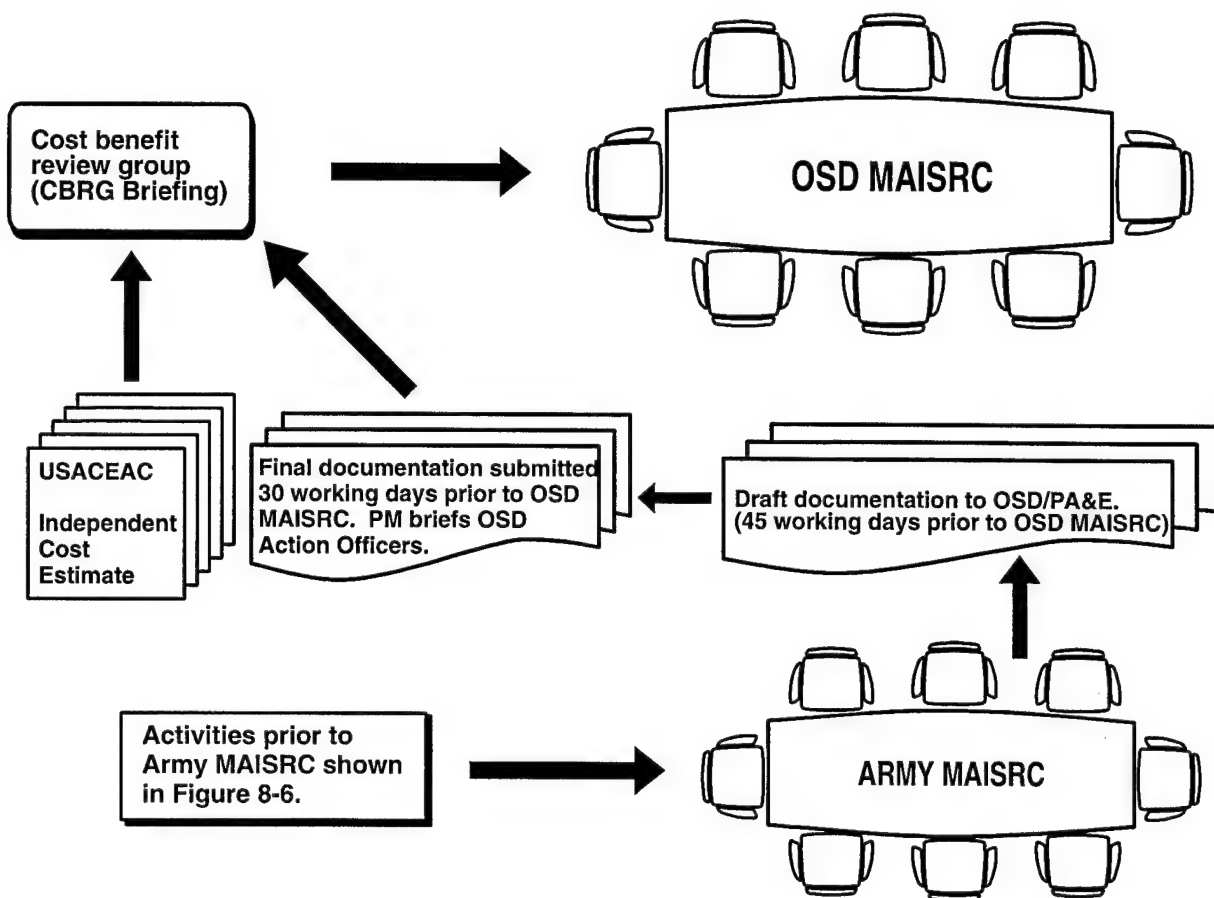 Cost benefit
review group
(CBRG Briefing)
OSD MAISRC
USACEAC
Independent
Cost
Estimate
Final documentation submitted
30 working days prior to OSD
MAISRC.  PM briefs OSD
Action Officers.
Draft documentation to OSD/PA&E.
(45 working days prior to OSD MAISRC)
Activities prior to
Army MAISRC shown
in Figure 8-6.
ARMY MAISRC